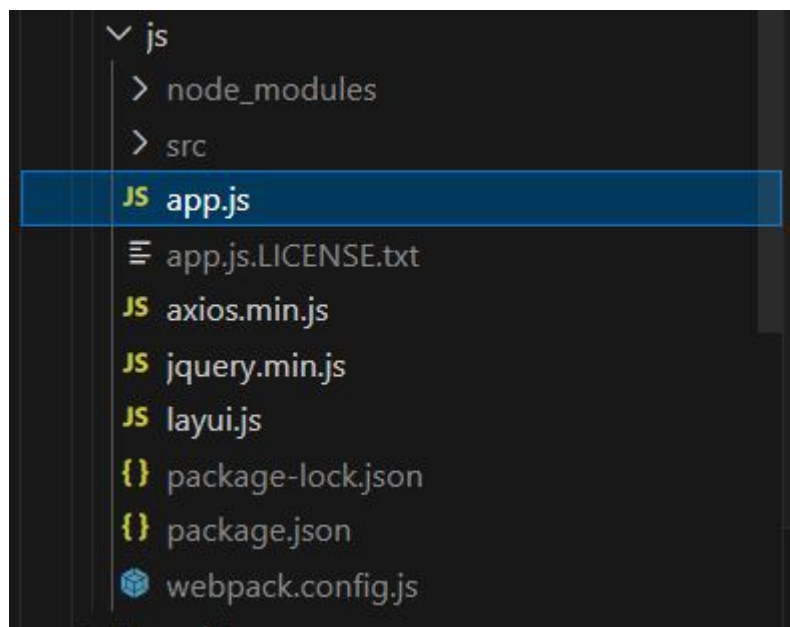 js
node_modules
src
JS app.js
app.js.LICENSE.txt
JS axios.min.js
JS jquery.min.js
JS layui.js
{} package-lock.json
{} package.json
webpack.config.js